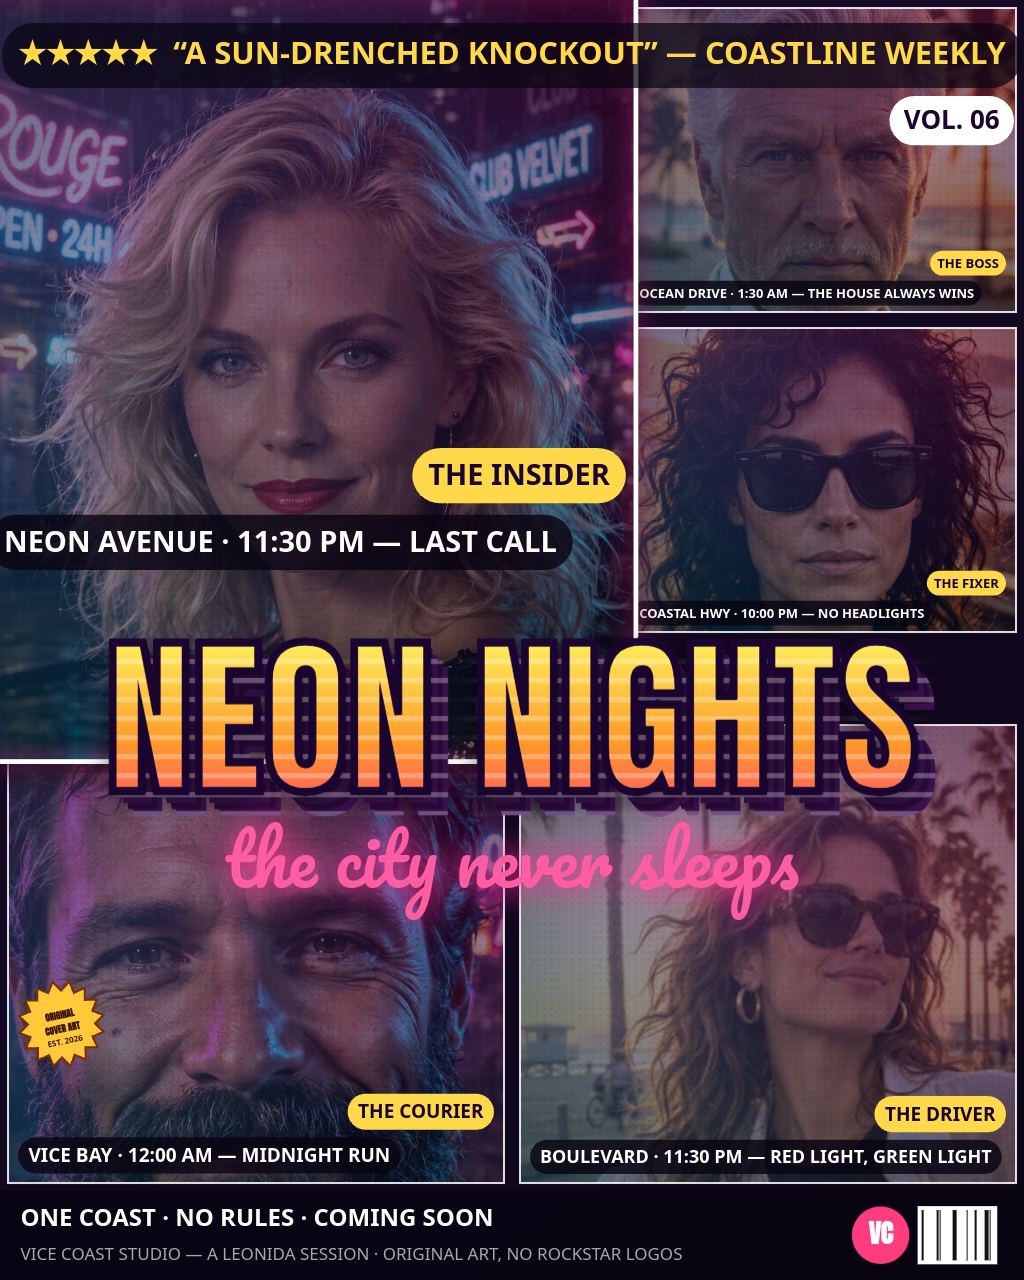 ★★★★★ “A SUN-DRENCHED KNOCKOUT” — COASTLINE WEEKLY
VOL. 06
ROUGE
OPEN • 24H
CLUB VELVET
CLUB
THE BOSS
OCEAN DRIVE · 1:30 AM — THE HOUSE ALWAYS WINS
THE INSIDER
NEON AVENUE · 11:30 PM — LAST CALL
THE FIXER
COASTAL HWY · 10:00 PM — NO HEADLIGHTS
NEON NIGHTS
the city never sleeps
ORIGINAL
COVER ART
EST. 2026
THE COURIER
VICE BAY · 12:00 AM — MIDNIGHT RUN
THE DRIVER
BOULEVARD · 11:30 PM — RED LIGHT, GREEN LIGHT
ONE COAST · NO RULES · COMING SOON
VICE COAST STUDIO — A LEONIDA SESSION · ORIGINAL ART, NO ROCKSTAR LOGOS
VC